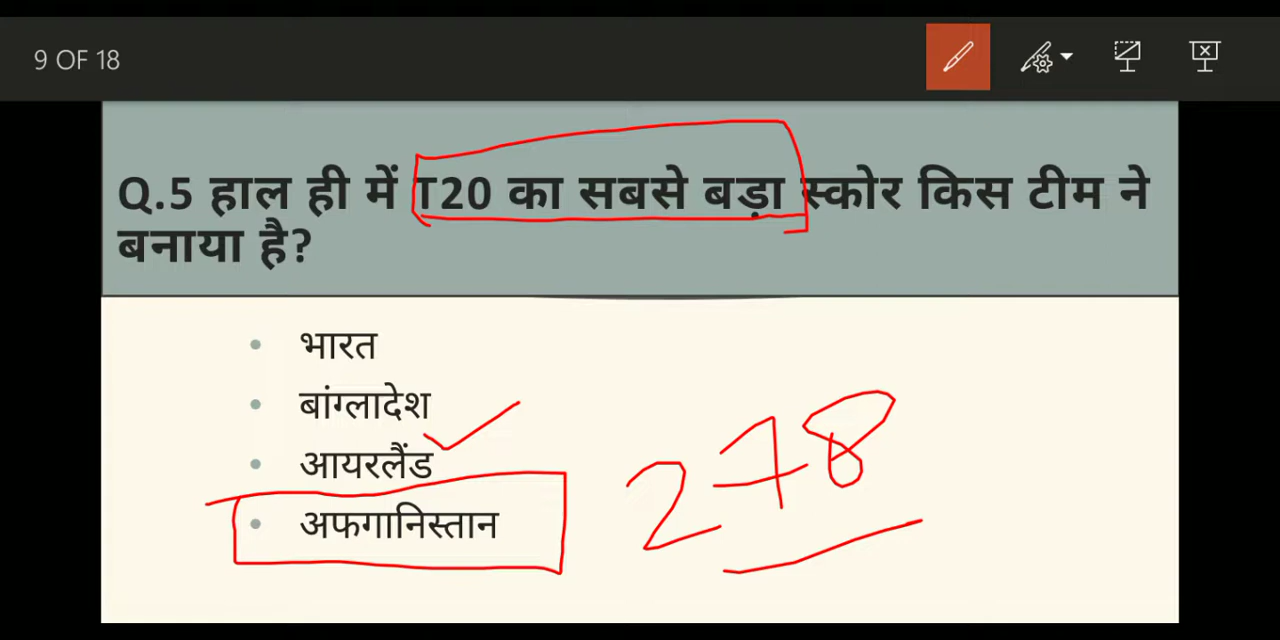 9 OF 18
Q.5 हाल ही में T20 का सबसे बड़ा स्कोर किस टीम ने
बनाया है?
• भारत
• बांग्लादेश
• आयरलैंड
• अफगानिस्तान
278